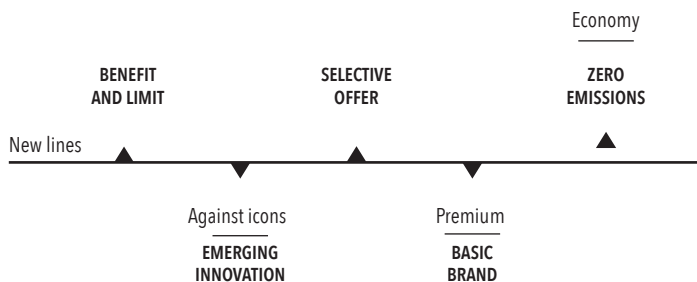 Economy
BENEFIT
AND LIMIT
SELECTIVE
OFFER
ZERO
EMISSIONS
New lines
Against icons
EMERGING
INNOVATION
Premium
BASIC
BRAND